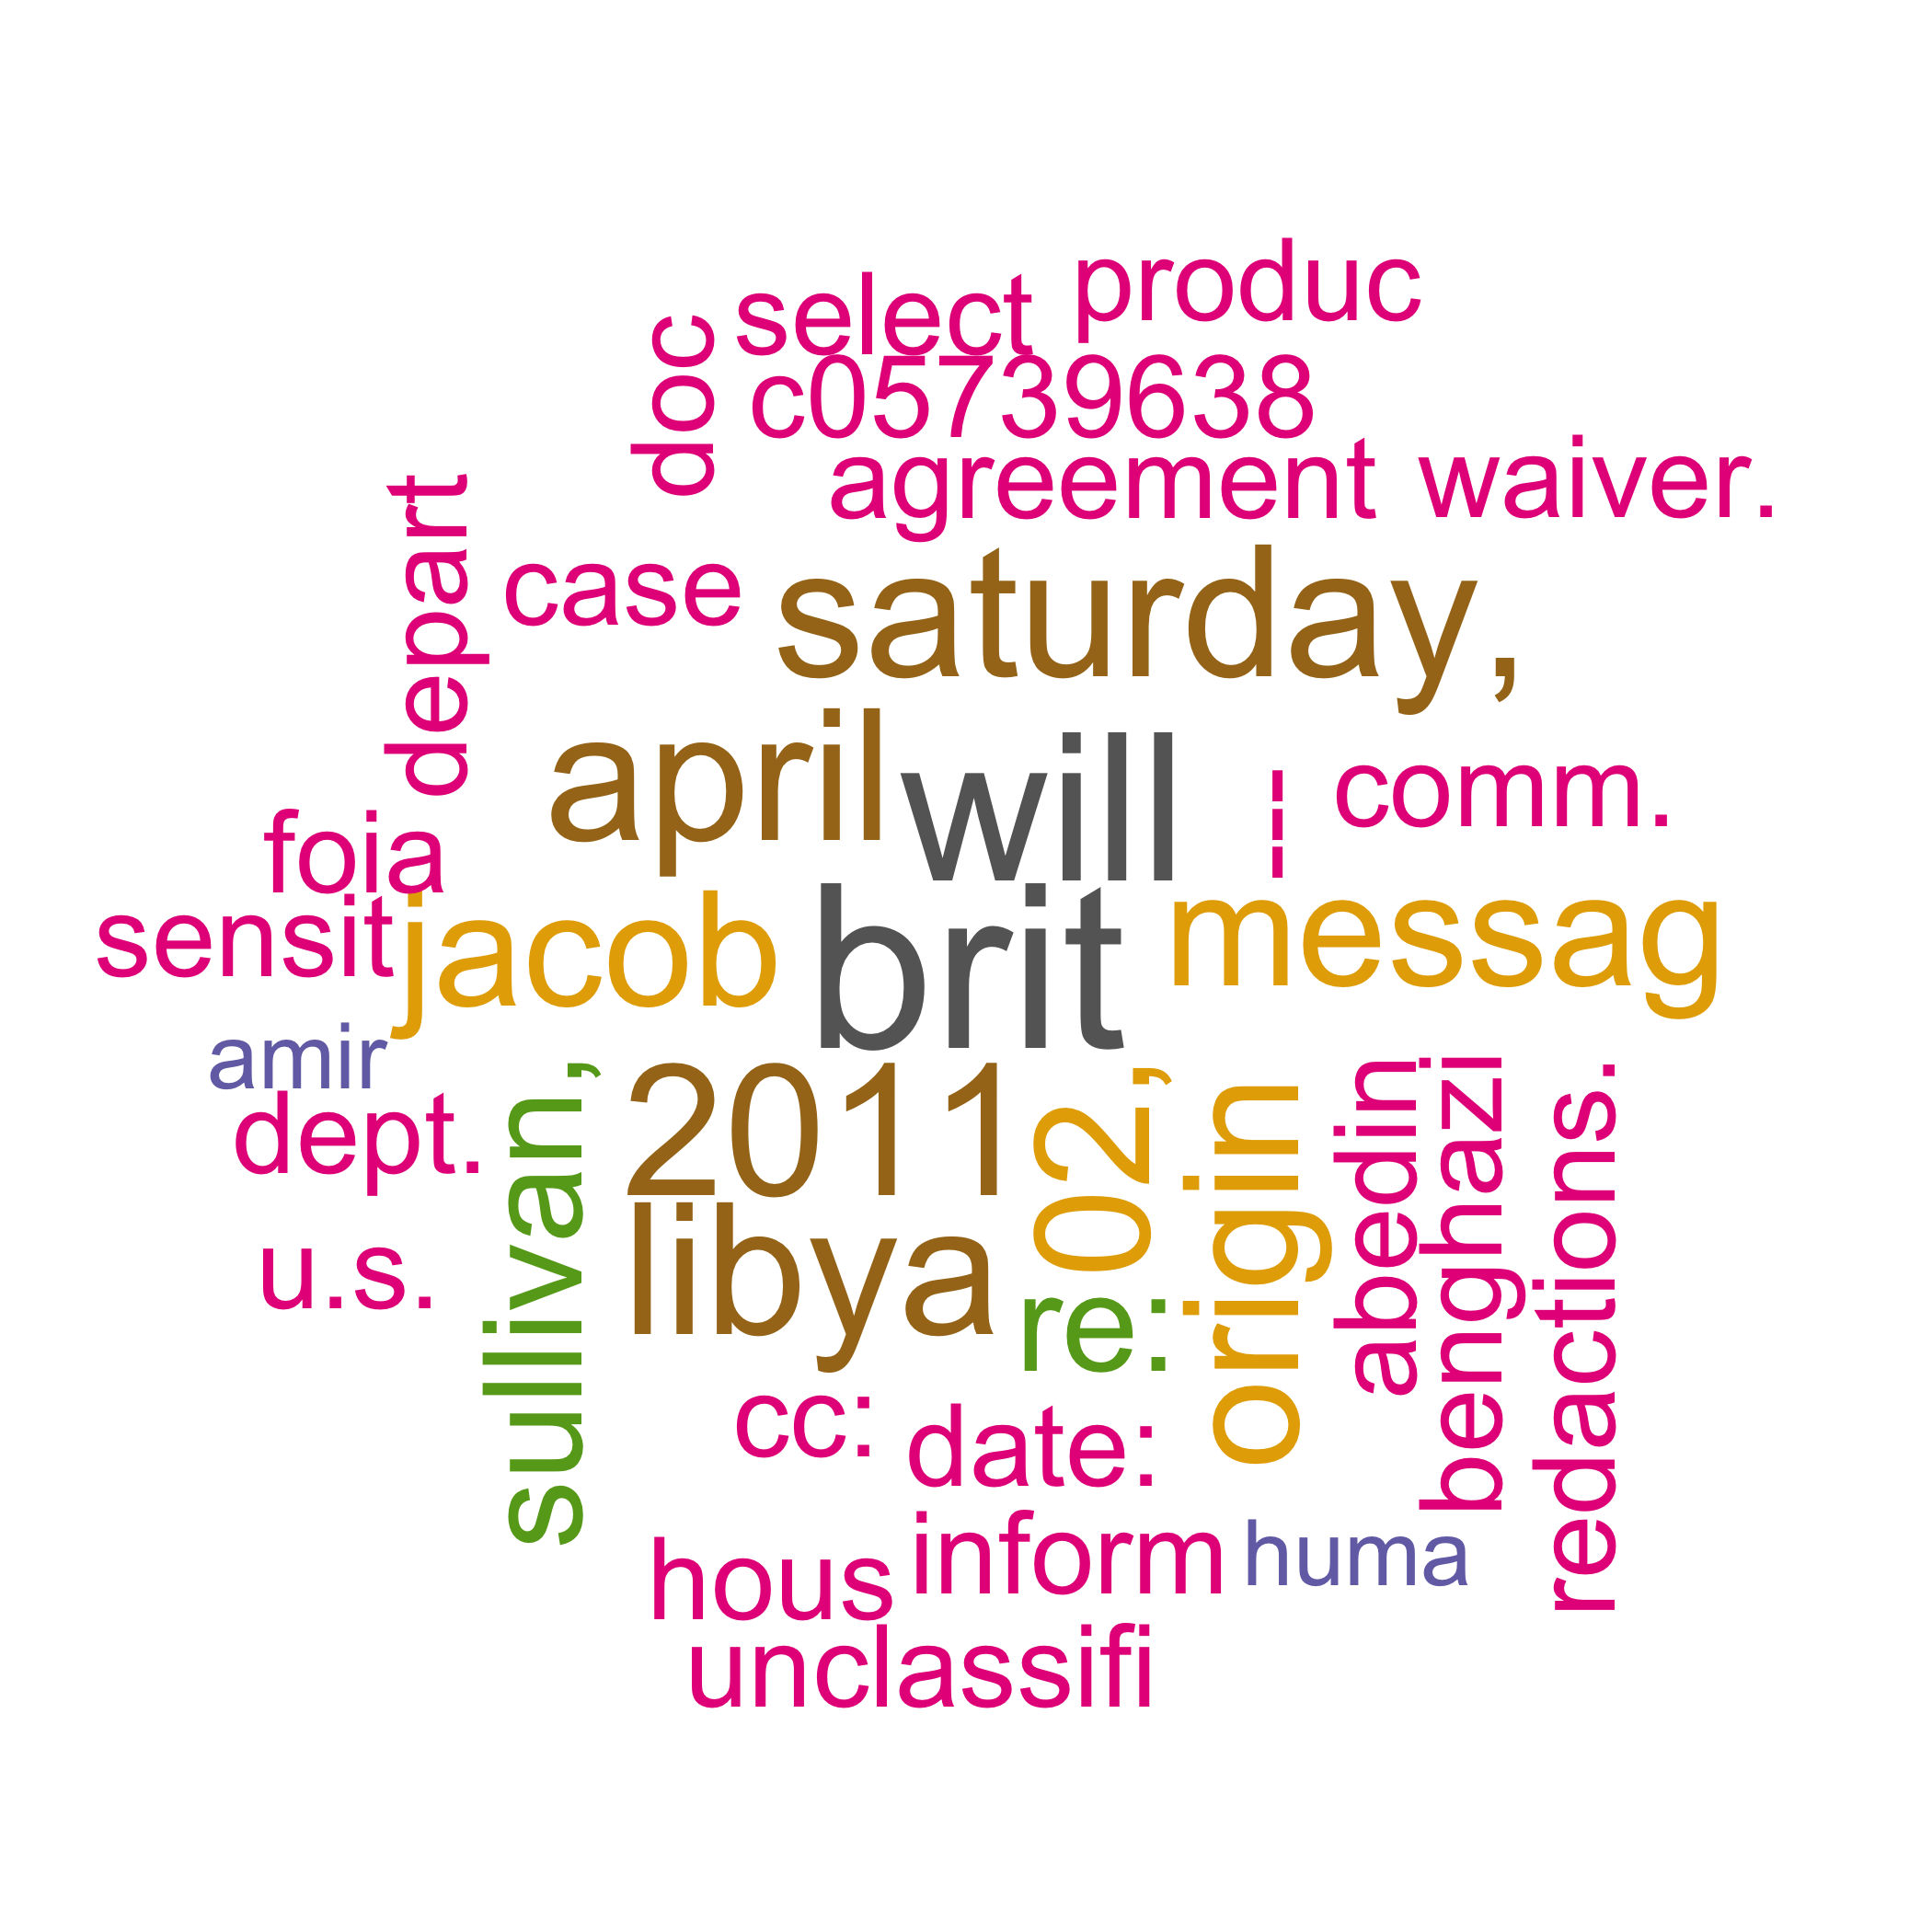 produc
select
doc
c05739638
agreement waiver.
depart
case
saturday,
april
will
--
comm.
foia
sensit
jacob
brit
messag
amir
dept.
sullivan,
2011
02,
origin
abedin
benghazi
redactions.
u.s.
libya
re:
cc:
date:
inform
huma
hous
unclassifi